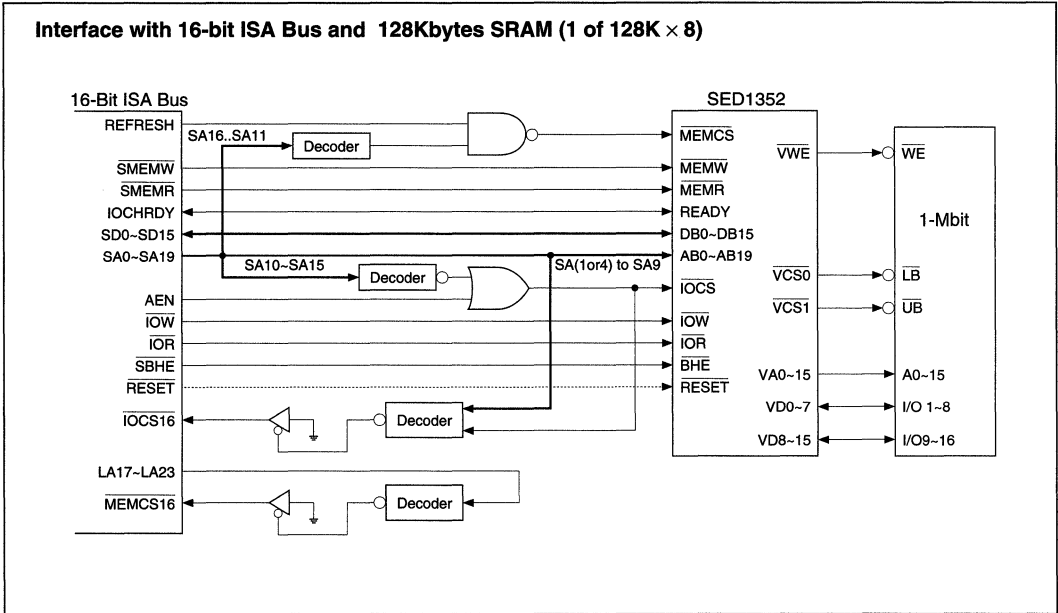 Interface with 16-bit ISA Bus and 128Kbytes SRAM (1 of 128K × 8)
16-Bit ISA Bus
SED1352
REFRESH
SA16..SA11
Decoder
MEMCS
VWE
WE
SMEMW
MEMW
SMEMR
MEMR
IOCHRDY
READY
1-Mbit
SD0~SD15
DB0~DB15
SA0~SA19
AB0~AB19
SA10~SA15
SA(1or4) to SA9
Decoder
VCS0
LB
IOCS
AEN
VCS1
UB
IOW
IOW
IOR
IOR
SBHE
BHE
VA0~15
A0~15
RESET
RESET
VD0~7
I/O 1~8
IOCS16
Decoder
VD8~15
I/O9~16
LA17~LA23
MEMCS16
Decoder